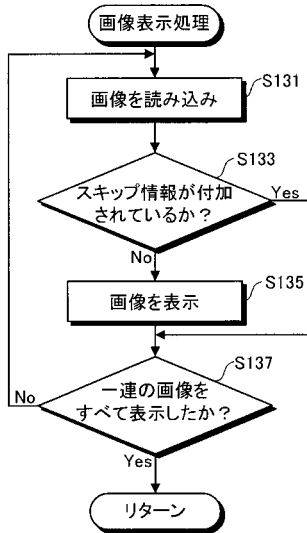 画像表示処理
S131
画像を読み込み
S133
スキップ情報が付加
されているか？
Yes
No
S135
画像を表示
S137
一連の画像を
すべて表示したか？
No
Yes
リターン